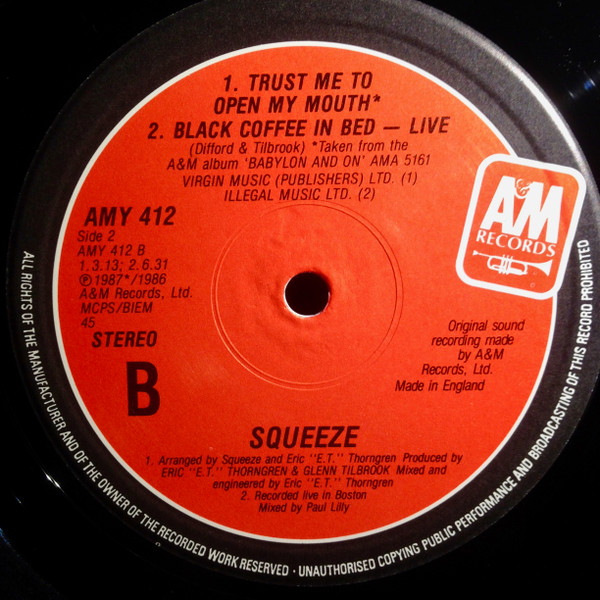 1. TRUST ME TO
OPEN MY MOUTH*
2. BLACK COFFEE IN BED — LIVE
(Difford & Tilbrook) *Taken from the
A&M album 'BABYLON AND ON' AMA 5161
VIRGIN MUSIC (PUBLISHERS) LTD. (1)
ILLEGAL MUSIC LTD. (2)
A&M
RECORDS
AMY 412
Side 2
AMY 412 B
1. 3.13; 2. 6.31
Ⓟ1987*/1986
A&M Records, Ltd.
MCPS/BIEM
45
STEREO
B
Original sound
recording made
by A&M
Records, Ltd.
Made in England
SQUEEZE
1. Arranged by Squeeze and Eric "E.T." Thorngren Produced by
ERIC "E.T." THORNGREN & GLENN TILBROOK Mixed and
engineered by Eric "E.T." Thorngren
2. Recorded live in Boston
Mixed by Paul Lilly
ALL RIGHTS OF THE MANUFACTURER AND OF THE OWNER OF THE RECORDED WORK RESERVED · UNAUTHORISED COPYING PUBLIC PERFORMANCE AND BROADCASTING OF THIS RECORD PROHIBITED